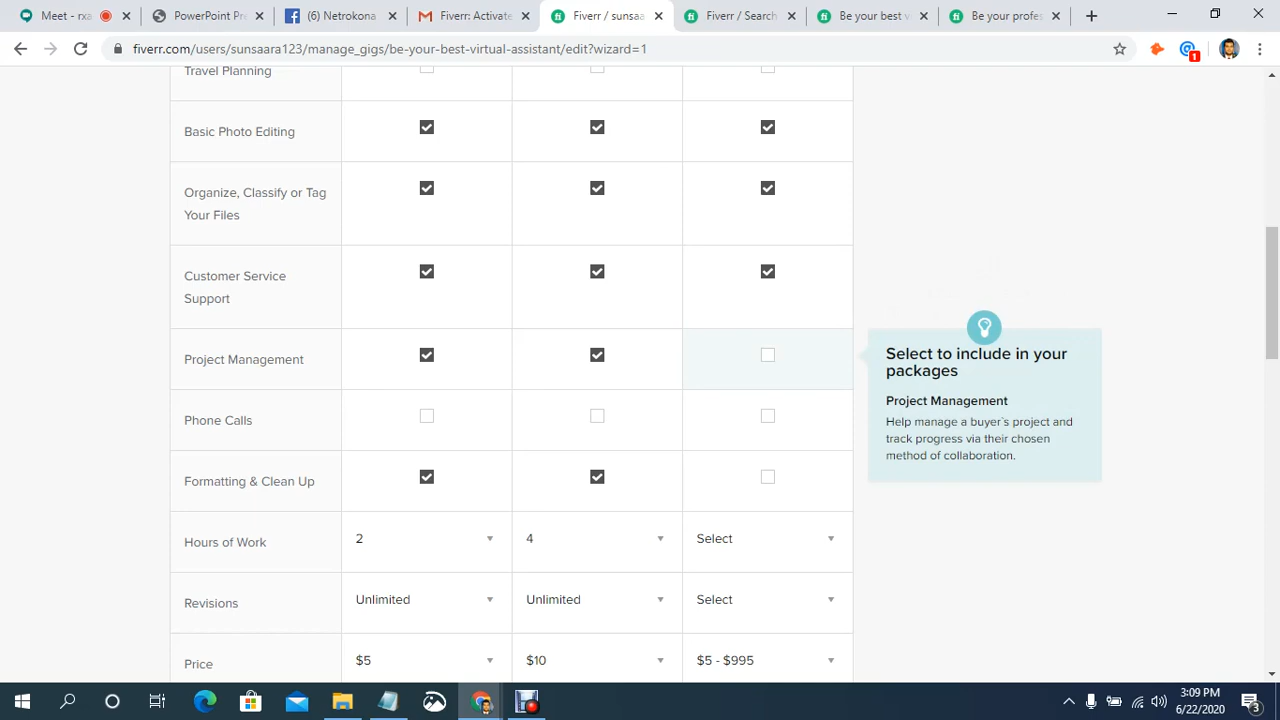 Meet - rxa
PowerPoint Pr
(6) Netrokona
Fiverr: Activate
Fiverr / sunsaa
Fiverr / Search
Be your best v
Be your profes
fiverr.com/users/sunsaara123/manage_gigs/be-your-best-virtual-assistant/edit?wizard=1
1
Travel Planning
Basic Photo Editing
Organize, Classify or Tag
Your Files
Customer Service
Support
Project Management
Phone Calls
Formatting & Clean Up
Hours of Work
2
4
Select
Revisions
Unlimited
Unlimited
Select
Price
$5
$10
$5 - $995
Select to include in your
packages
Project Management
Help manage a buyer's project and
track progress via their chosen
method of collaboration.
3:09 PM
6/22/2020
3